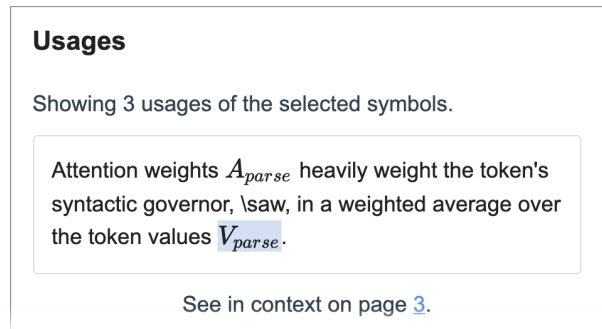 Usages
Showing 3 usages of the selected symbols.
Attention weights A_parse heavily weight the token's
syntactic governor, \saw, in a weighted average over
the token values V_parse.
See in context on page 3.